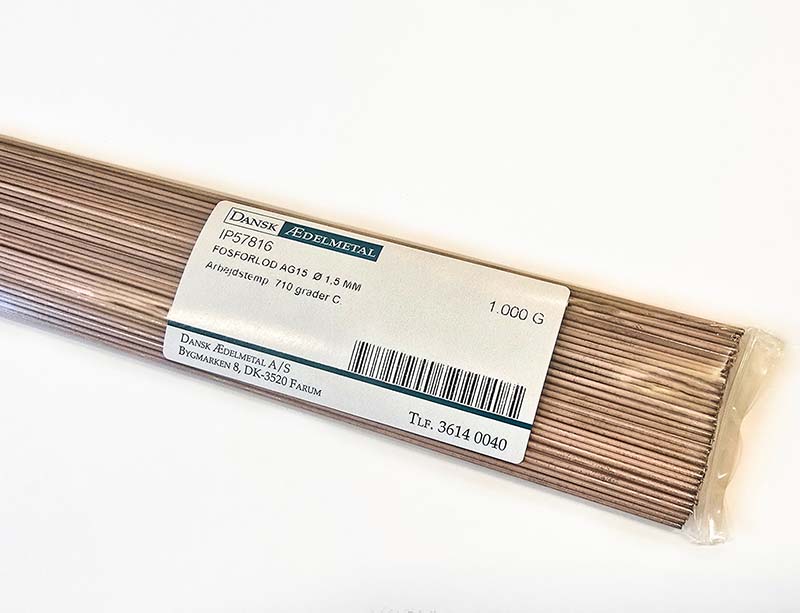 DANSK ÆDELMETAL
IP57816
FOSFORLOD AG15 Ø 1,5 MM
Arbejdstemp 710 grader C.
1.000 G
DANSK ÆDELMETAL A/S
BYGMARKEN 8, DK-3520 FARUM
TLF. 3614 0040